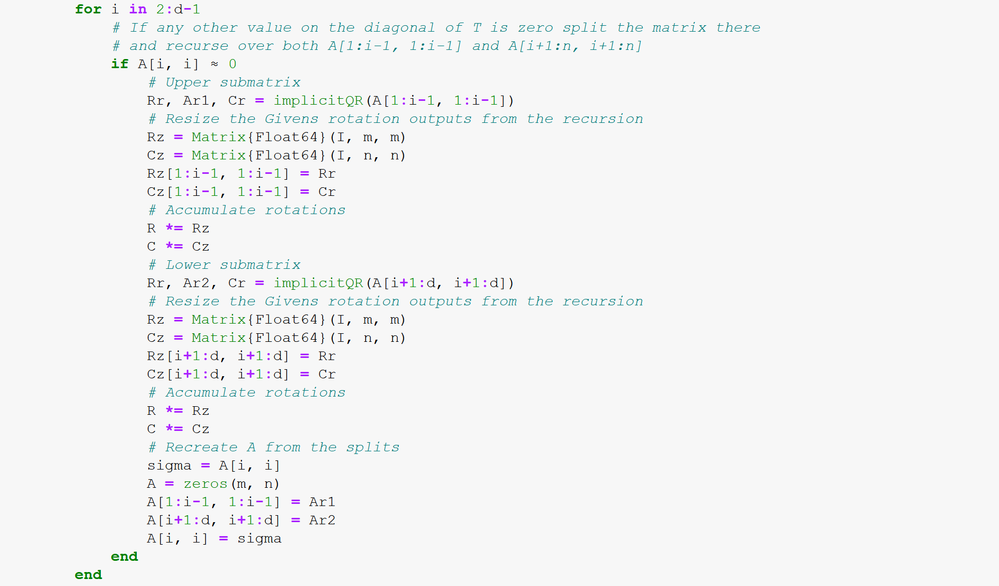 for i in 2:d-1
# If any other value on the diagonal of T is zero split the matrix there
# and recurse over both A[1:i-1, 1:i-1] and A[i+1:n, i+1:n]
if A[i, i] ≈ 0
# Upper submatrix
Rr, Ar1, Cr = implicitQR(A[1:i-1, 1:i-1])
# Resize the Givens rotation outputs from the recursion
Rz = Matrix{Float64}(I, m, m)
Cz = Matrix{Float64}(I, n, n)
Rz[1:i-1, 1:i-1] = Rr
Cz[1:i-1, 1:i-1] = Cr
# Accumulate rotations
R *= Rz
C *= Cz
# Lower submatrix
Rr, Ar2, Cr = implicitQR(A[i+1:d, i+1:d])
# Resize the Givens rotation outputs from the recursion
Rz = Matrix{Float64}(I, m, m)
Cz = Matrix{Float64}(I, n, n)
Rz[i+1:d, i+1:d] = Rr
Cz[i+1:d, i+1:d] = Cr
# Accumulate rotations
R *= Rz
C *= Cz
# Recreate A from the splits
sigma = A[i, i]
A = zeros(m, n)
A[1:i-1, 1:i-1] = Ar1
A[i+1:d, i+1:d] = Ar2
A[i, i] = sigma
end
end